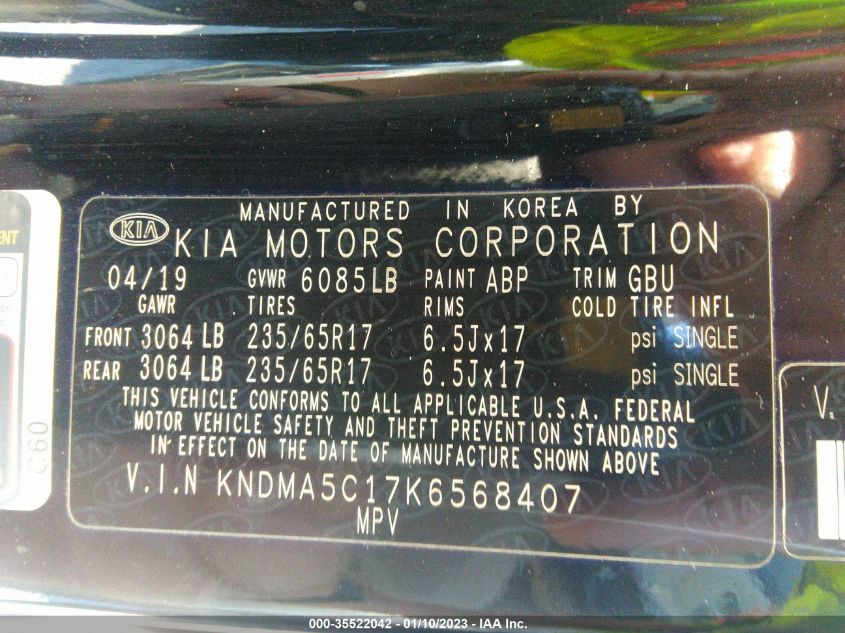 MANUFACTURED IN KOREA BY
KIA KIA MOTORS CORPORATION
04/19 GVWR 6085LB PAINT ABP TRIM GBU
GAWR TIRES RIMS COLD TIRE INFL
FRONT 3064 LB 235/65R17 6.5Jx17 psi SINGLE
REAR 3064 LB 235/65R17 6.5Jx17 psi SINGLE
THIS VEHICLE CONFORMS TO ALL APPLICABLE U.S.A. FEDERAL
MOTOR VEHICLE SAFETY AND THEFT PREVENTION STANDARDS
IN EFFECT ON THE DATE OF MANUFACTURE SHOWN ABOVE
V.I.N KNDMA5C17K6568407
MPV
C60
V.
000-35522042 - 01/10/2023 - IAA Inc.